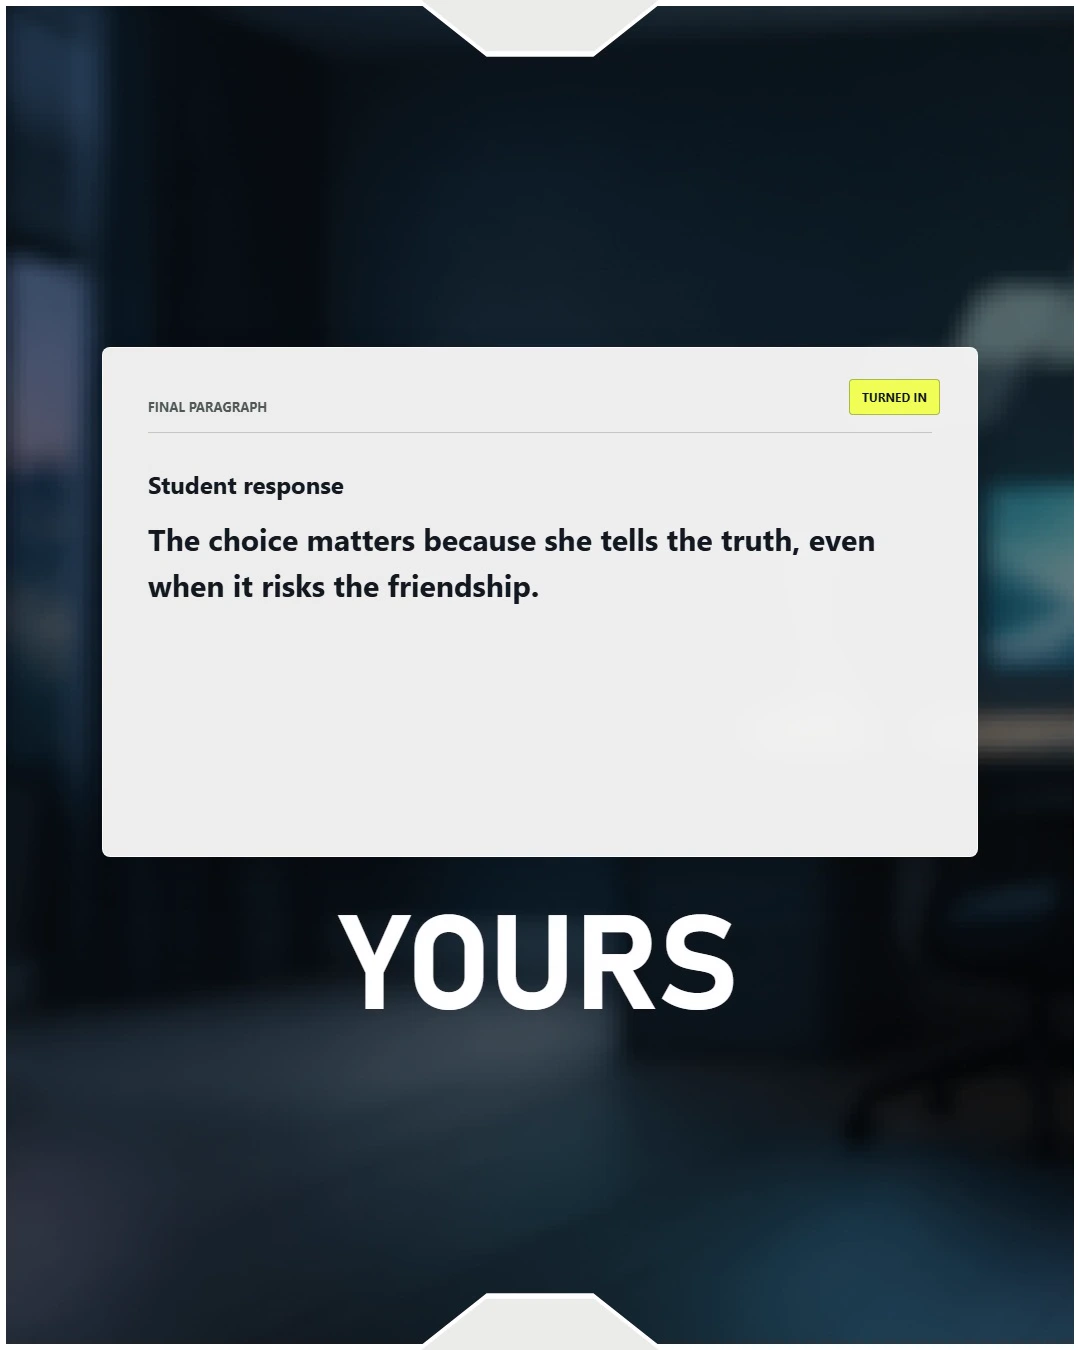 FINAL PARAGRAPH
TURNED IN
Student response
The choice matters because she tells the truth, even
when it risks the friendship.
YOURS